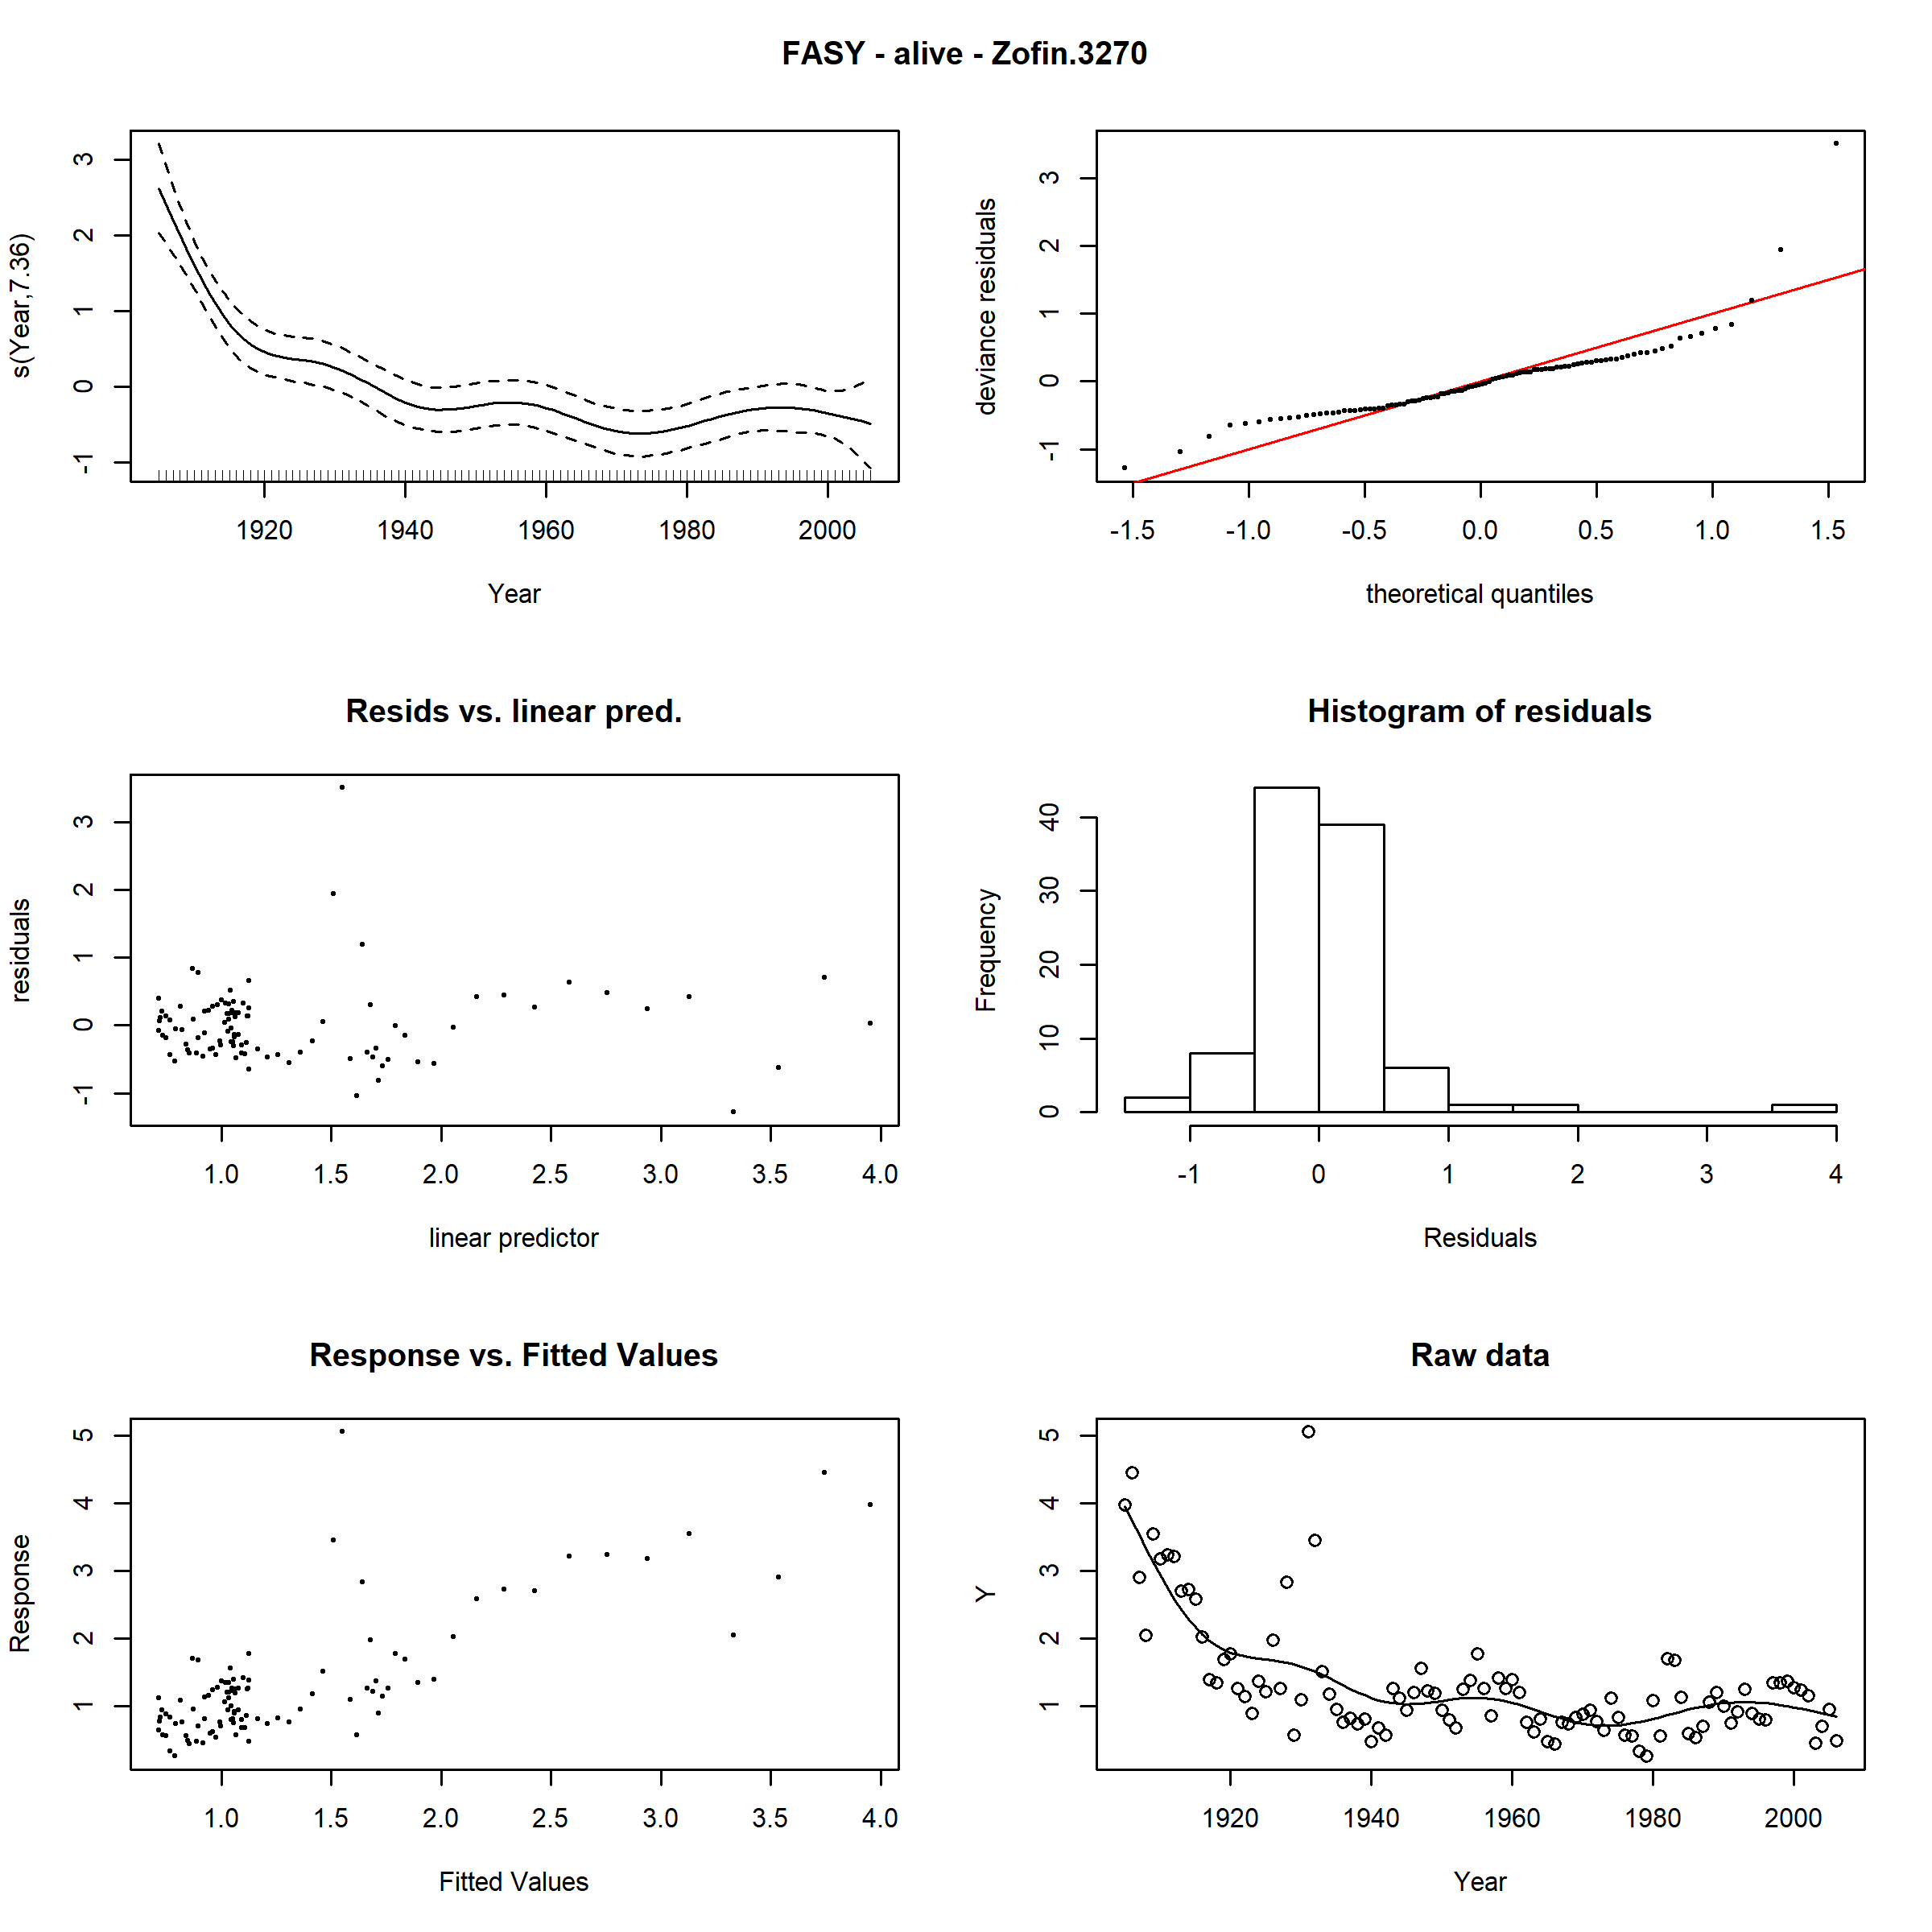 FASY - alive - Zofin.3270
s(Year,7.36)
3
2
1
0
-1
1920 1940 1960 1980 2000
Year
deviance residuals
3
2
1
0
-1
-1.5 -1.0 -0.5 0.0 0.5 1.0 1.5
theoretical quantiles
Resids vs. linear pred.
residuals
3
2
1
0
-1
1.0 1.5 2.0 2.5 3.0 3.5 4.0
linear predictor
Histogram of residuals
Frequency
40
30
20
10
0
-1 0 1 2 3 4
Residuals
Response vs. Fitted Values
Response
5
4
3
2
1
1.0 1.5 2.0 2.5 3.0 3.5 4.0
Fitted Values
Raw data
Y
5
4
3
2
1
1920 1940 1960 1980 2000
Year